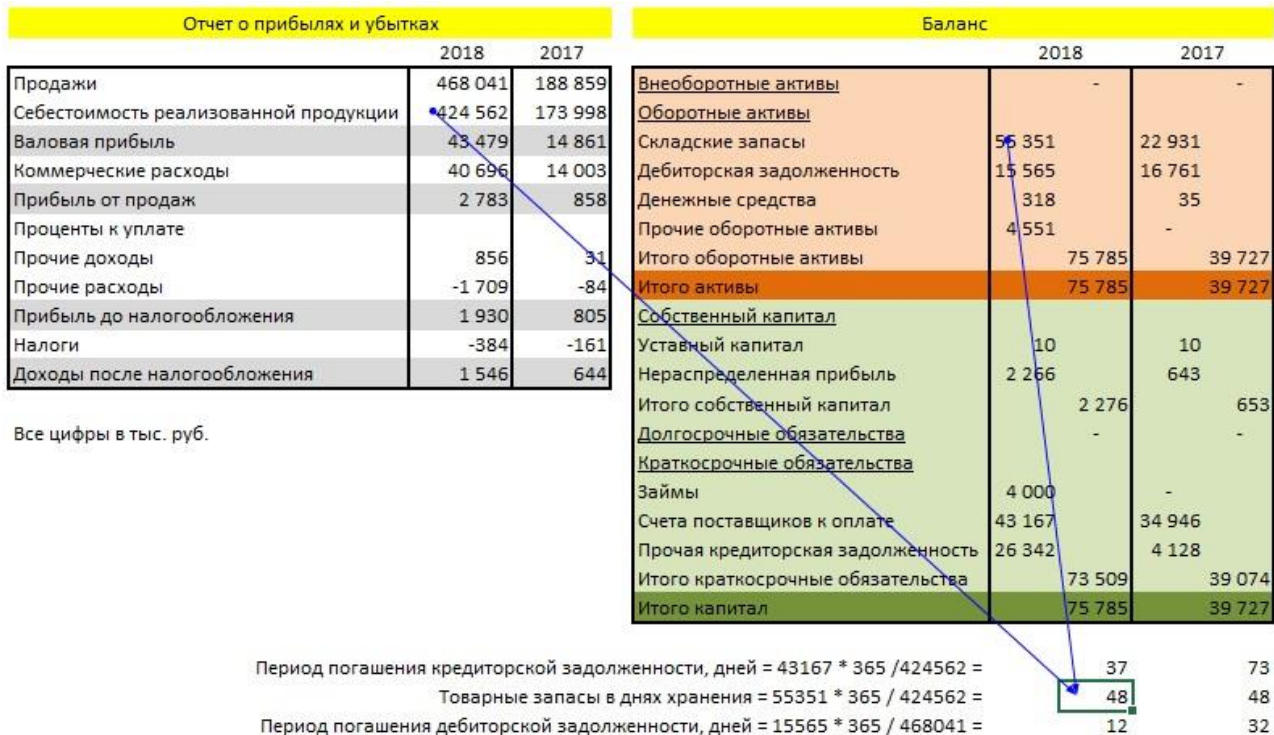 Отчет о прибылях и убытках
2018 2017
Продажи 468 041 188 859
Себестоимость реализованной продукции 424 562 173 998
Валовая прибыль 43 479 14 861
Коммерческие расходы 40 696 14 003
Прибыль от продаж 2 783 858
Проценты к уплате
Прочие доходы 856 31
Прочие расходы -1 709 -84
Прибыль до налогообложения 1 930 805
Налоги -384 -161
Доходы после налогообложения 1 546 644
Все цифры в тыс. руб.
Баланс
2018 2017
Внеоборотные активы - -
Оборотные активы
Складские запасы 55 351 22 931
Дебиторская задолженность 15 565 16 761
Денежные средства 318 35
Прочие оборотные активы 4 551 -
Итого оборотные активы 75 785 39 727
Итого активы 75 785 39 727
Собственный капитал
Уставный капитал 10 10
Нераспределенная прибыль 2 266 643
Итого собственный капитал 2 276 653
Долгосрочные обязательства - -
Краткосрочные обязательства
Займы 4 000 -
Счета поставщиков к оплате 43 167 34 946
Прочая кредиторская задолженность 26 342 4 128
Итого краткосрочные обязательства 73 509 39 074
Итого капитал 75 785 39 727
Период погашения кредиторской задолженности, дней = 43167 * 365 /424562 = 37 73
Товарные запасы в днях хранения = 55351 * 365 / 424562 = 48 48
Период погашения дебиторской задолженности, дней = 15565 * 365 / 468041 = 12 32